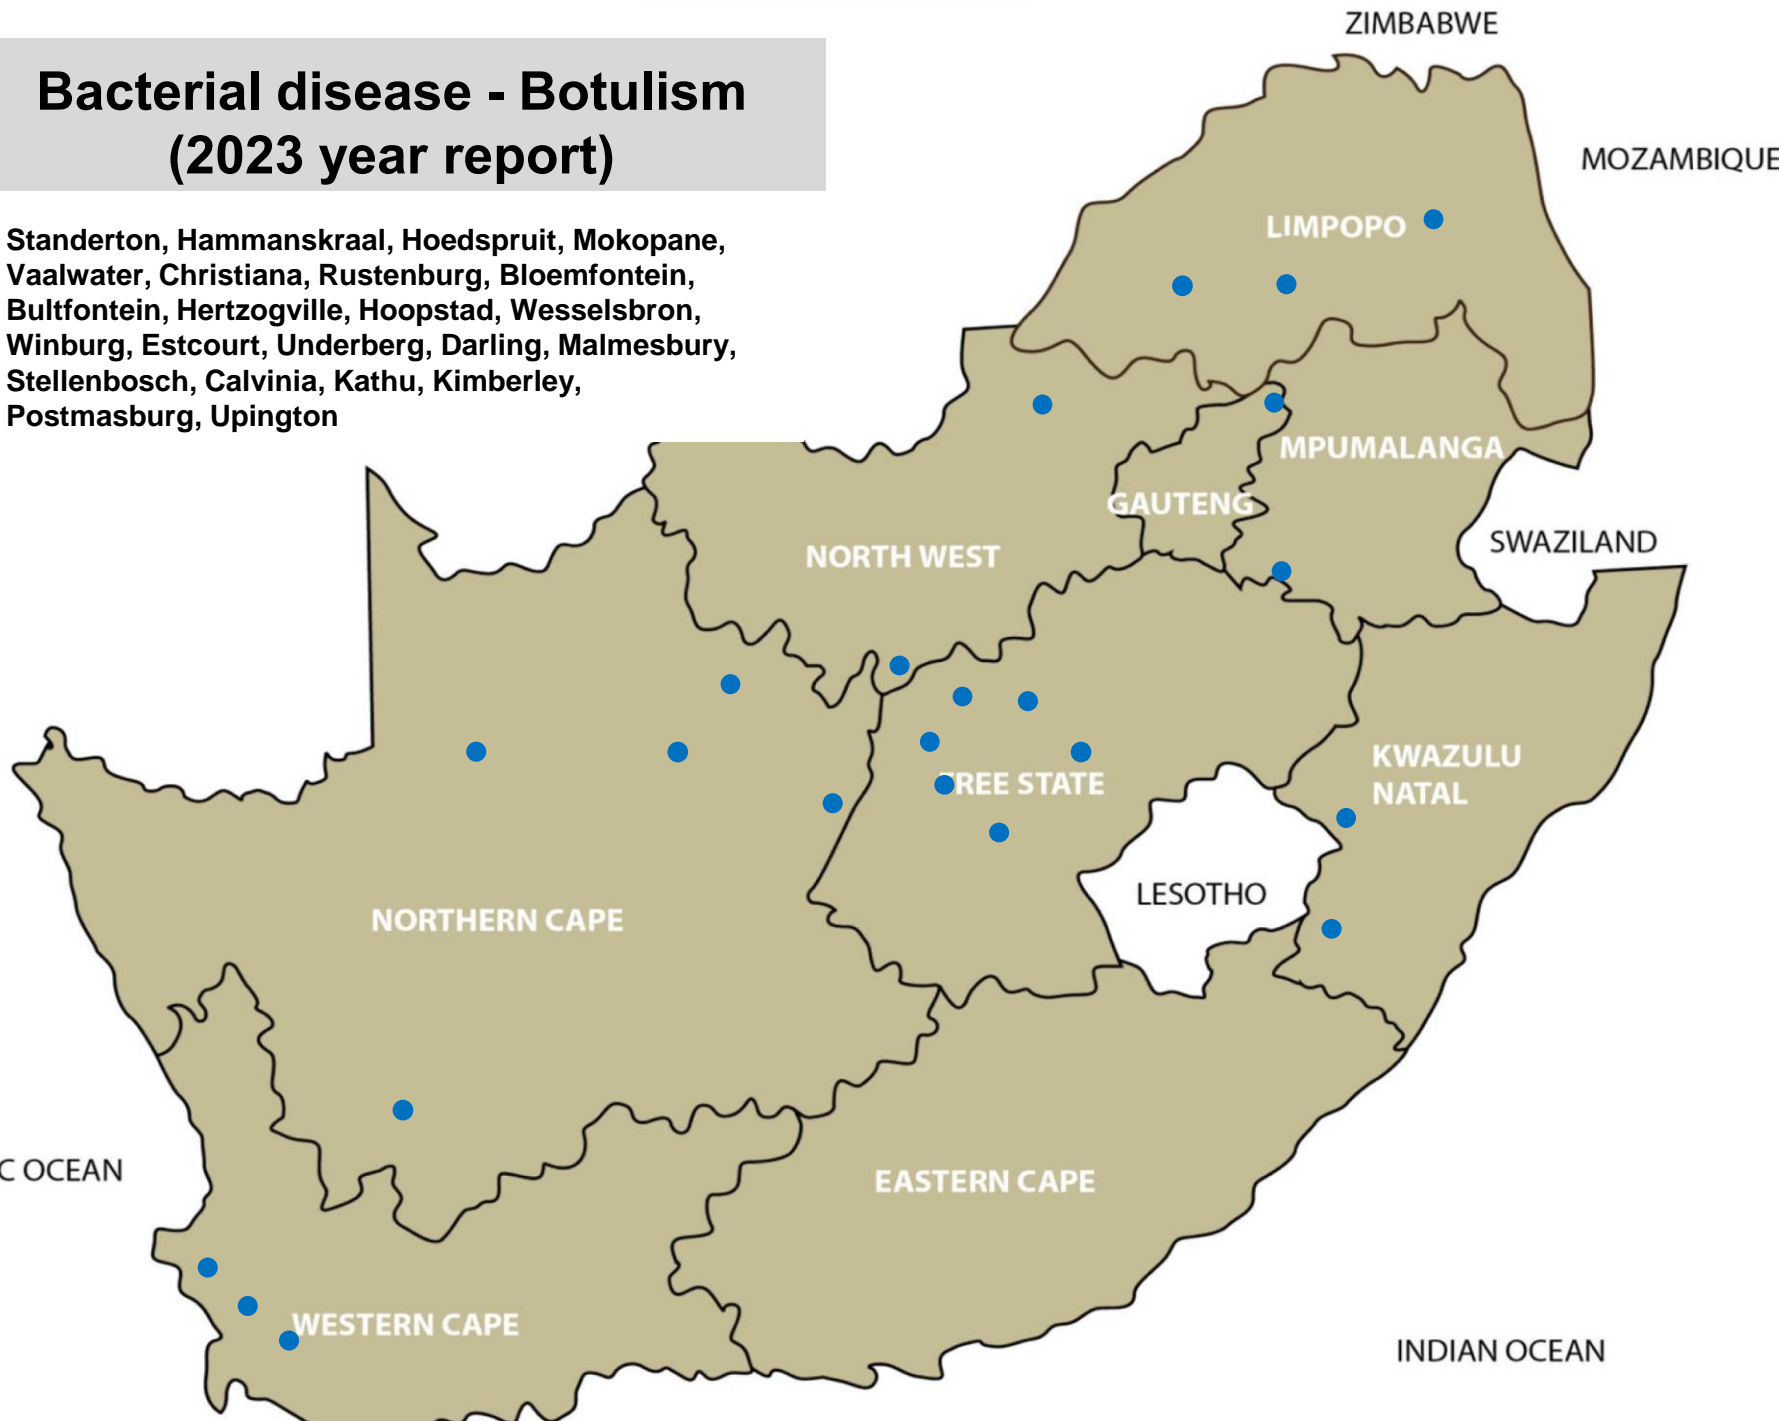 ZIMBABWE
Bacterial disease - Botulism
(2023 year report)
MOZAMBIQUE
Standerton, Hammanskraal, Hoedspruit, Mokopane,
Vaalwater, Christiana, Rustenburg, Bloemfontein,
Bultfontein, Hertzogville, Hoopstad, Wesselsbron,
Winburg, Estcourt, Underberg, Darling, Malmesbury,
Stellenbosch, Calvinia, Kathu, Kimberley,
Postmasburg, Upington
LIMPOPO
MPUMALANGA
GAUTENG
NORTH WEST
SWAZILAND
KWAZULU
NATAL
REE STATE
LESOTHO
NORTHERN CAPE
C OCEAN
EASTERN CAPE
WESTERN CAPE
INDIAN OCEAN